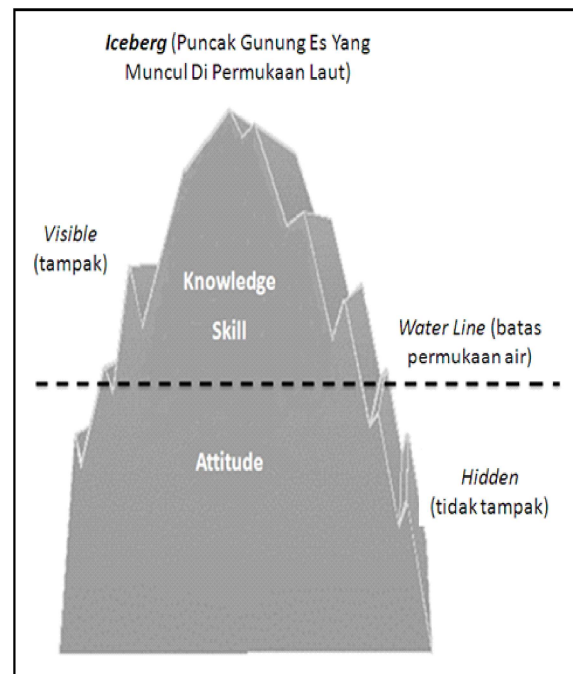 Iceberg (Puncak Gunung Es Yang
Muncul Di Permukaan Laut)
Visible
(tampak)
Knowledge
Skill
Water Line (batas
permukaan air)
Attitude
Hidden
(tidak tampak)